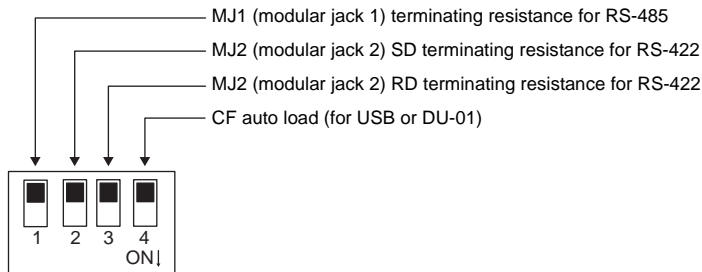 MJ1 (modular jack 1) terminating resistance for RS-485
MJ2 (modular jack 2) SD terminating resistance for RS-422
MJ2 (modular jack 2) RD terminating resistance for RS-422
CF auto load (for USB or DU-01)
1 2 3 4
ON↓